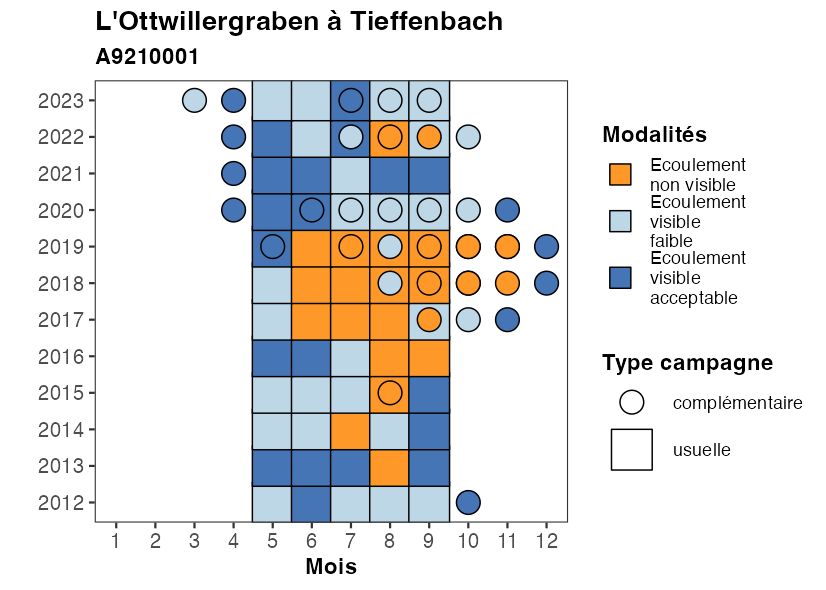 L'Ottwillergraben à Tieffenbach
A9210001
2023
2022
2021
2020
2019
2018
2017
2016
2015
2014
2013
2012
1 2 3 4 5 6 7 8 9 10 11 12
Mois
Modalités
Ecoulement
non visible
Ecoulement
visible
faible
Ecoulement
visible
acceptable
Type campagne
complémentaire
usuelle